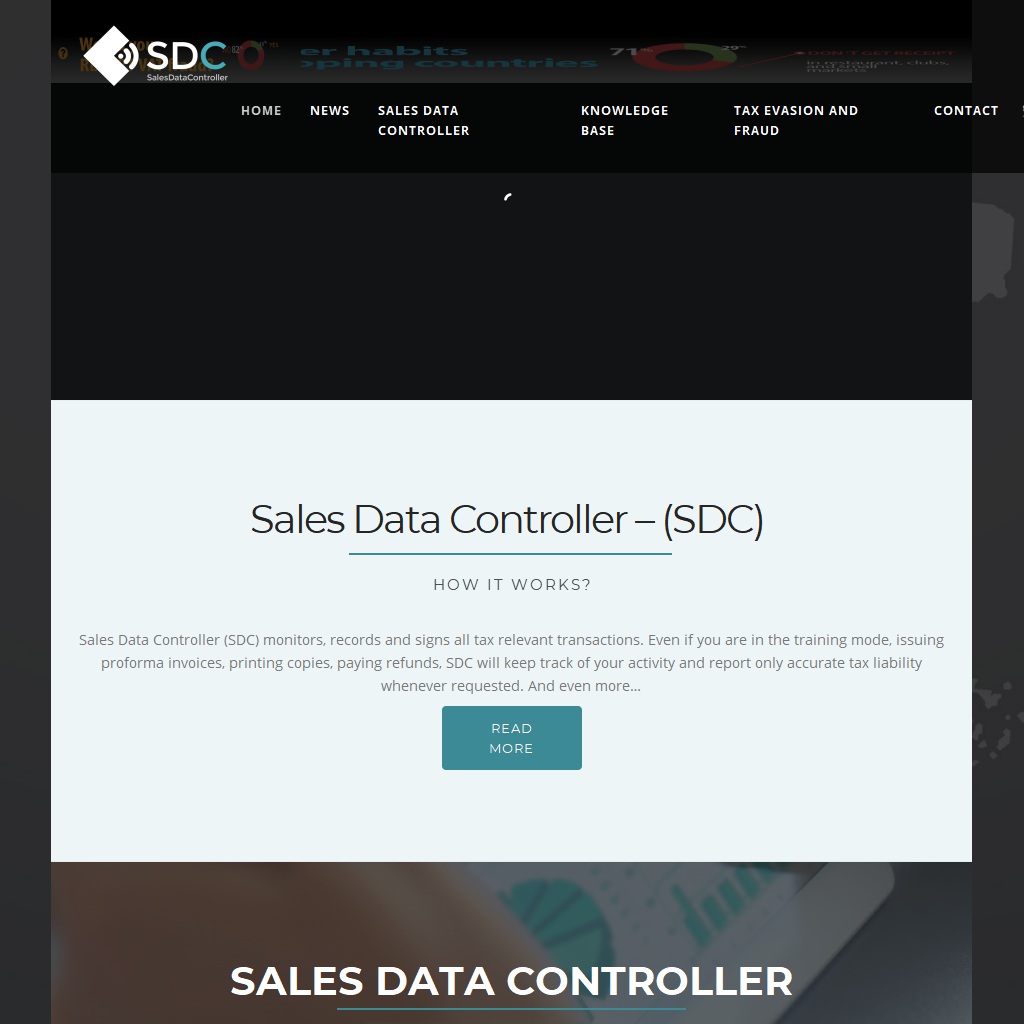 SDC
SalesDataController
er habits
pping countries
71%
29%
DON'T GET RECEIPT
In restaurant, clubs,
and small
markets
HOME
NEWS
SALES DATA
CONTROLLER
KNOWLEDGE
BASE
TAX EVASION AND
FRAUD
CONTACT
Sales Data Controller – (SDC)
HOW IT WORKS?
Sales Data Controller (SDC) monitors, records and signs all tax relevant transactions. Even if you are in the training mode, issuing
proforma invoices, printing copies, paying refunds, SDC will keep track of your activity and report only accurate tax liability
whenever requested. And even more...
READ
MORE
SALES DATA CONTROLLER